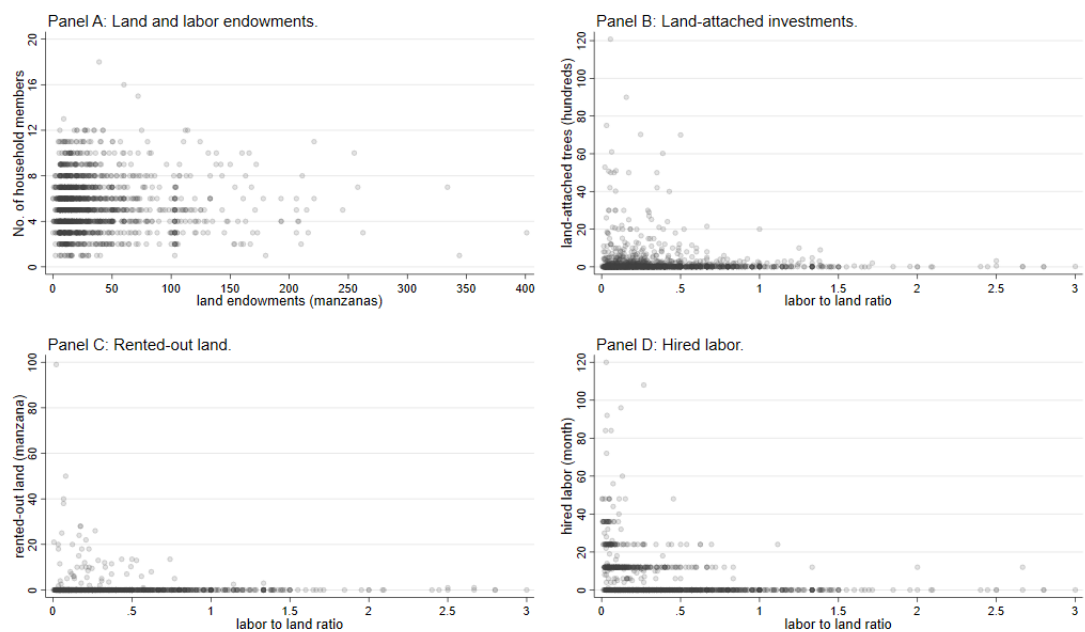 Panel A: Land and labor endowments.
No. of household members
20
16
12
8
4
0
0 50 100 150 200 250 300 350 400
land endowments (manzanas)
Panel B: Land-attached investments.
land-attached trees (hundreds)
120
100
80
60
40
20
0
0 .5 1 1.5 2 2.5 3
labor to land ratio
Panel C: Rented-out land.
rented-out land (manzana)
100
80
60
40
20
0
0 .5 1 1.5 2 2.5 3
labor to land ratio
Panel D: Hired labor.
hired labor (month)
120
100
80
60
40
20
0
0 .5 1 1.5 2 2.5 3
labor to land ratio